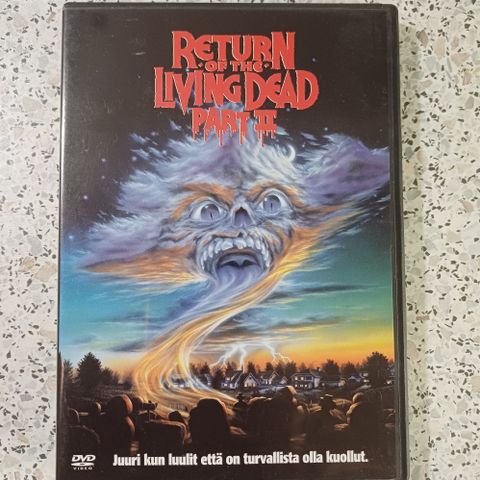 RETURN
OF THE
LIVING DEAD
PART II
DVD
VIDEO
Juuri kun luulit että on turvallista olla kuollut.